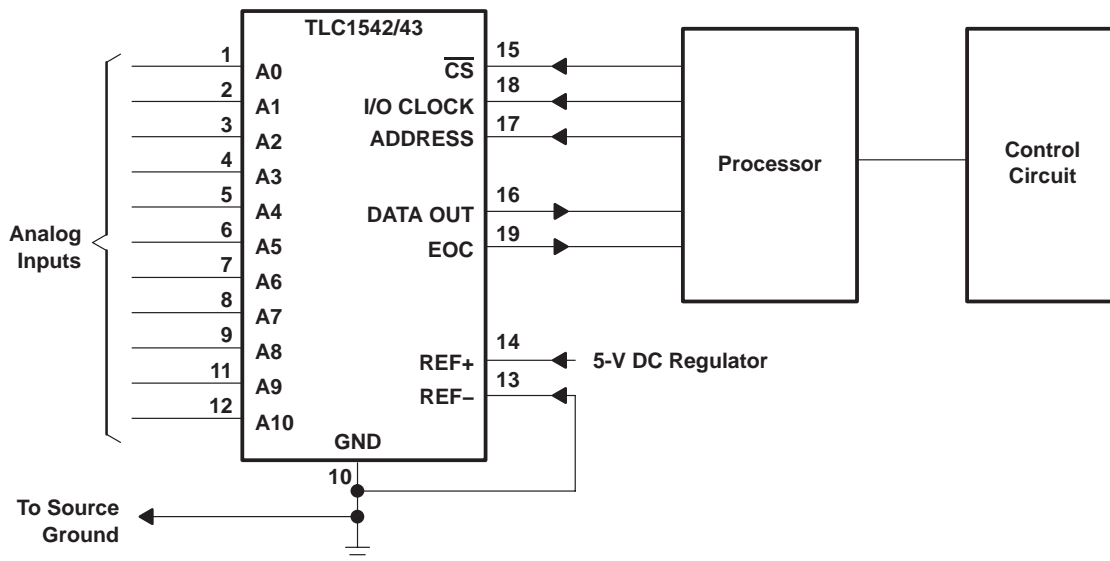 TLC1542/43
1
A0
2
A1
3
A2
4
A3
5
A4
6
A5
7
A6
8
A7
9
A8
11
A9
12
A10
Analog
Inputs
15
CS
18
I/O CLOCK
17
ADDRESS
16
DATA OUT
19
EOC
14
REF+
5-V DC Regulator
13
REF–
GND
10
To Source
Ground
Processor
Control
Circuit